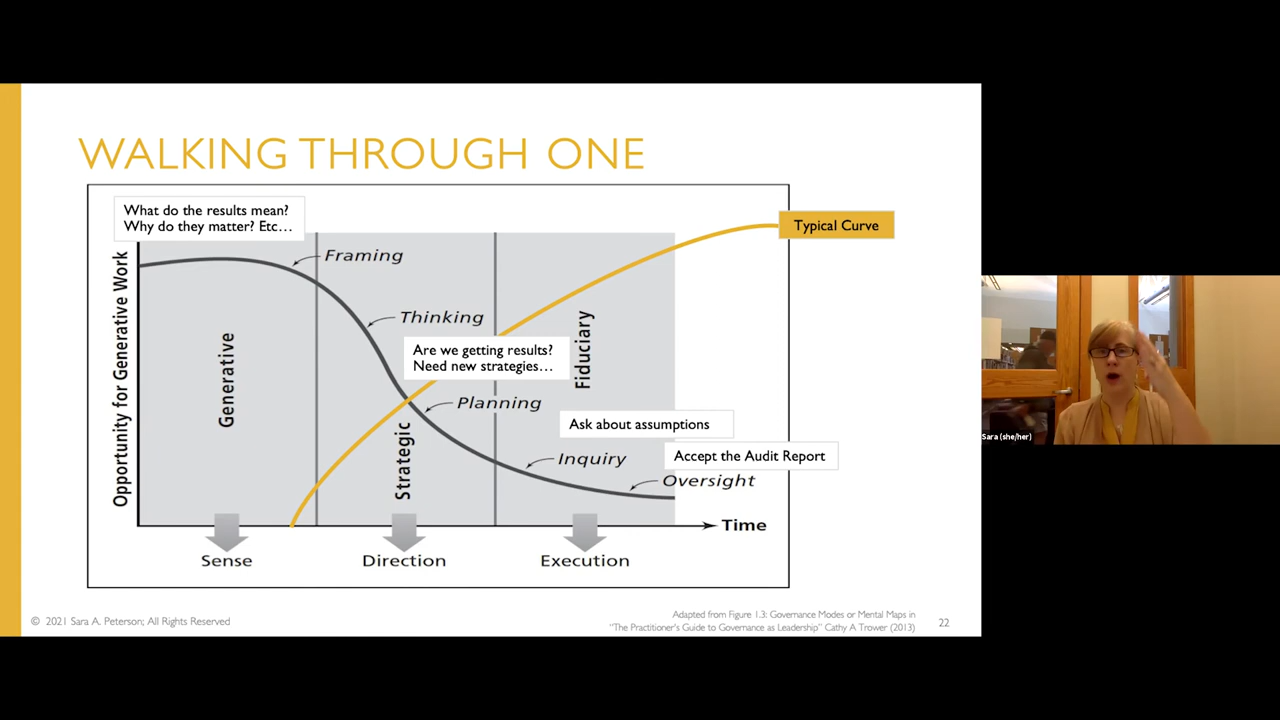 WALKING THROUGH ONE
What do the results mean?
Why do they matter? Etc…
Typical Curve
Framing
Thinking
Are we getting results?
Need new strategies…
Planning
Ask about assumptions
Inquiry
Accept the Audit Report
Oversight
Opportunity for Generative Work
Generative
Strategic
Fiduciary
Time
Sense
Direction
Execution
© 2021 Sara A. Peterson; All Rights Reserved
Adapted from Figure 1.3: Governance Modes or Mental Maps in
“The Practitioner's Guide to Governance as Leadership” Cathy A Trower (2013)
22
Sara (she/her)